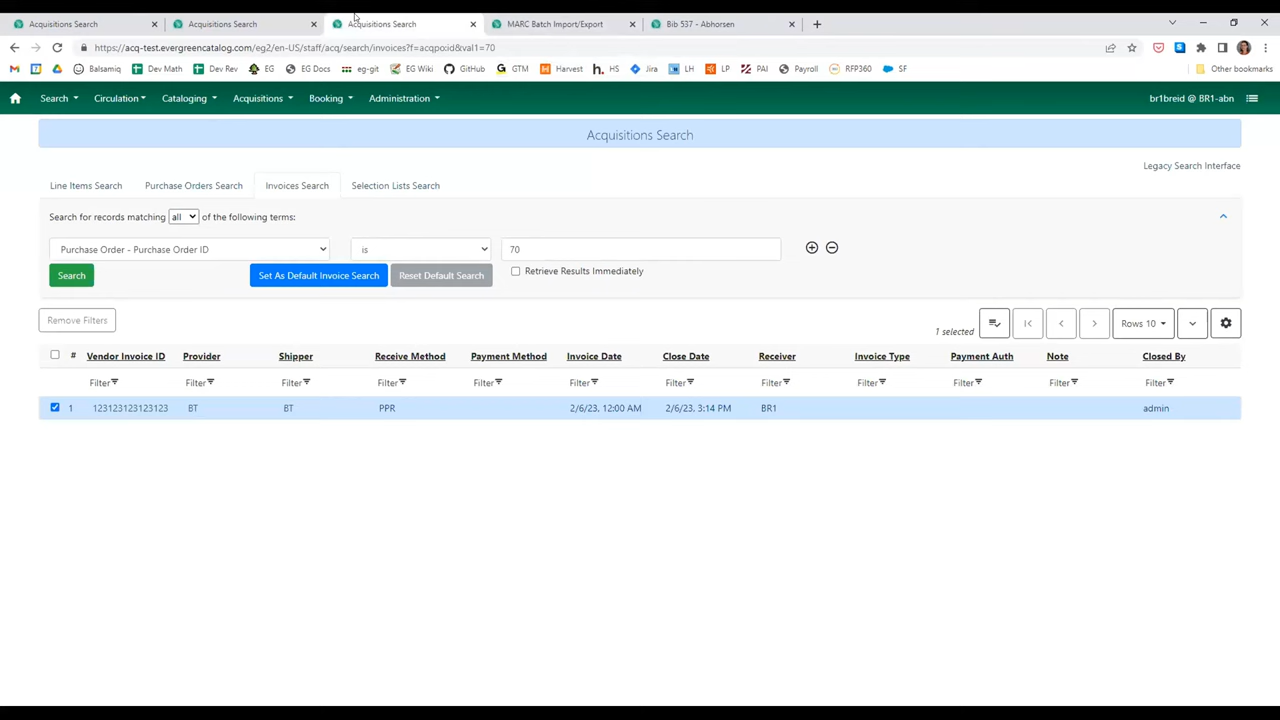 Acquisitions Search
Acquisitions Search
Acquisitions Search
MARC Batch Import/Export
Bib 537 - Abhorsen
https://acq-test.evergreencatalog.com/eg2/en-US/staff/acq/search/invoices?f=acqpo:id&val1=70
Balsamiq Dev Math Dev Rev EG EG Docs eg-git EG Wiki GitHub GTM Harvest HS Jira LH LP PAI Payroll RFP360 SF Other bookmarks
Search Circulation Cataloging Acquisitions Booking Administration br1breid @ BR1-abn
Acquisitions Search
Legacy Search Interface
Line Items Search Purchase Orders Search Invoices Search Selection Lists Search
Search for records matching all of the following terms:
Purchase Order - Purchase Order ID is 70
Search Set As Default Invoice Search Reset Default Search Retrieve Results Immediately
Remove Filters 1 selected Rows 10
# Vendor Invoice ID Provider Shipper Receive Method Payment Method Invoice Date Close Date Receiver Invoice Type Payment Auth Note Closed By
Filter Filter Filter Filter Filter Filter Filter Filter Filter Filter Filter Filter
1 123123123123123 BT BT PPR 2/6/23, 12:00 AM 2/6/23, 3:14 PM BR1 admin